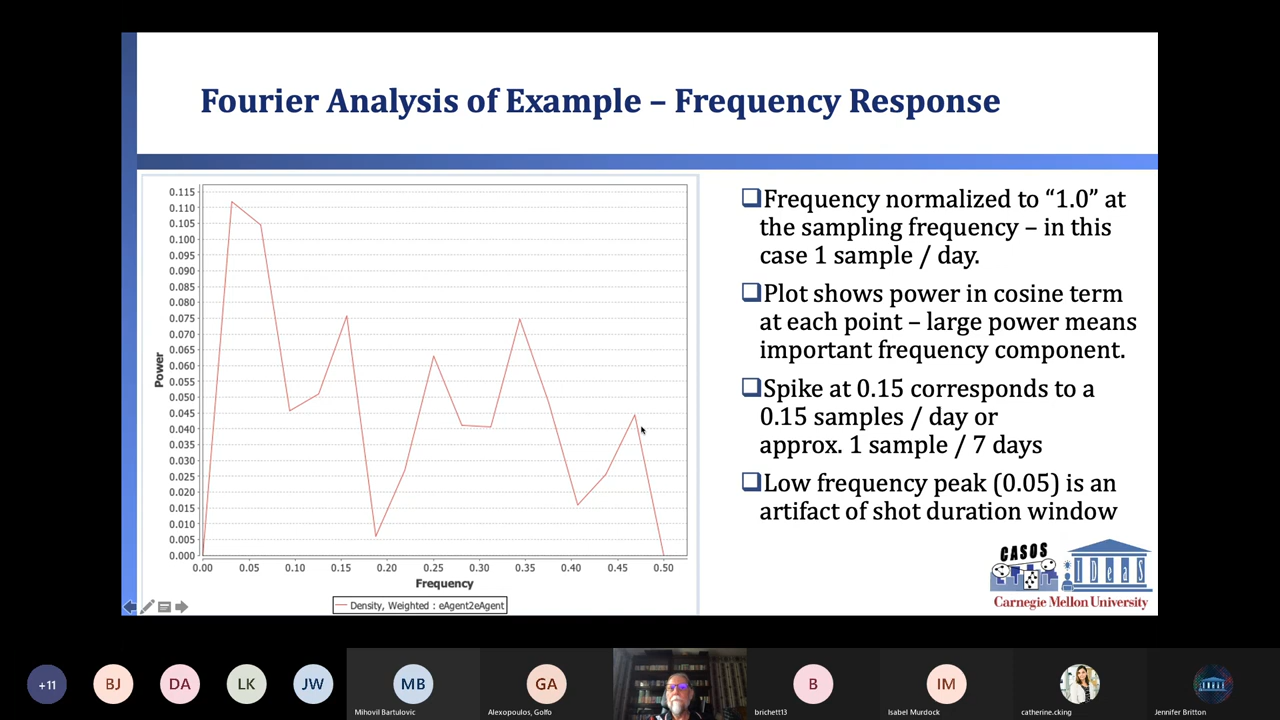 Fourier Analysis of Example – Frequency Response
0.115
0.110
0.105
0.100
0.095
0.090
0.085
0.080
0.075
0.070
0.065
0.060
0.055
0.050
0.045
0.040
0.035
0.030
0.025
0.020
0.015
0.010
0.005
0.000
Power
0.00 0.05 0.10 0.15 0.20 0.25 0.30 0.35 0.40 0.45 0.50
Frequency
Density, Weighted : eAgent2eAgent
Frequency normalized to “1.0” at
the sampling frequency – in this
case 1 sample / day.
Plot shows power in cosine term
at each point – large power means
important frequency component.
Spike at 0.15 corresponds to a
0.15 samples / day or
approx. 1 sample / 7 days
Low frequency peak (0.05) is an
artifact of shot duration window
CASOS
IDeaS
Carnegie Mellon University
+11
BJ
DA
LK
JW
MB
Mihovil Bartulovic
GA
Alexopoulos, Golfo
B
brichett13
IM
Isabel Murdock
catherine.cking
Jennifer Britton